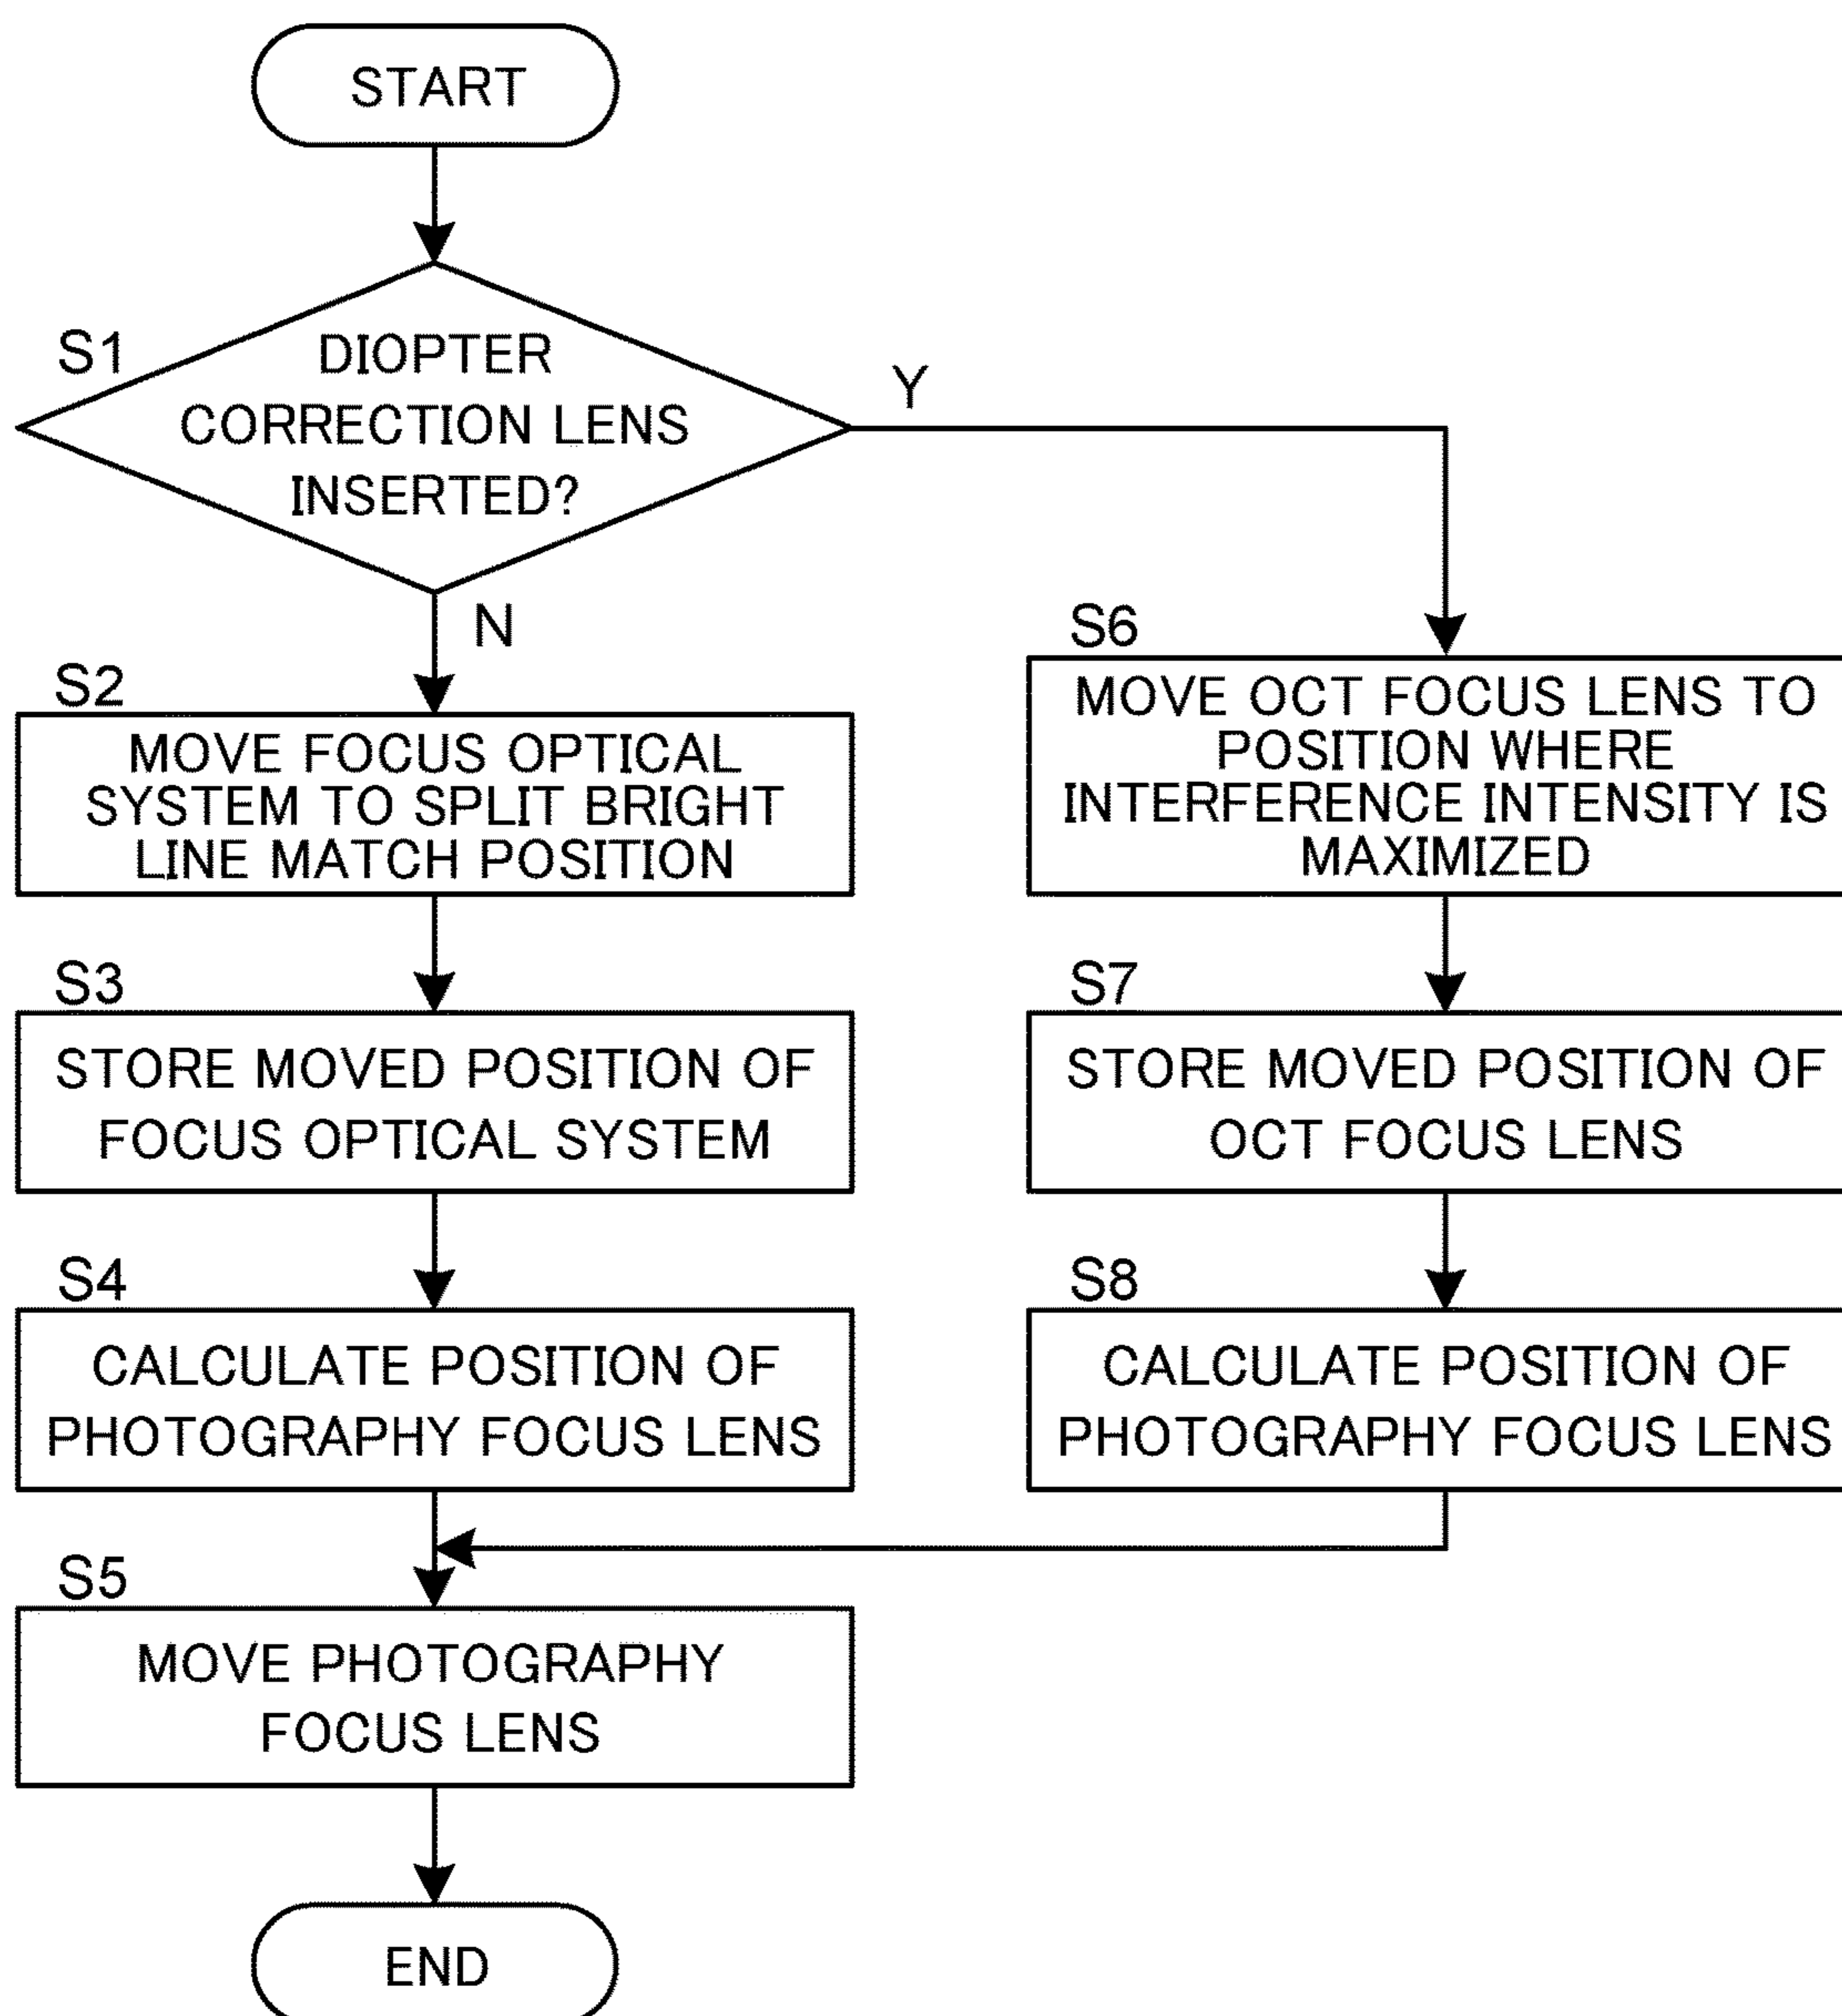 START
S1
DIOPTER
CORRECTION LENS
INSERTED?
Y
N
S2
MOVE FOCUS OPTICAL
SYSTEM TO SPLIT BRIGHT
LINE MATCH POSITION
S3
STORE MOVED POSITION OF
FOCUS OPTICAL SYSTEM
S4
CALCULATE POSITION OF
PHOTOGRAPHY FOCUS LENS
S5
MOVE PHOTOGRAPHY
FOCUS LENS
END
S6
MOVE OCT FOCUS LENS TO
POSITION WHERE
INTERFERENCE INTENSITY IS
MAXIMIZED
S7
STORE MOVED POSITION OF
OCT FOCUS LENS
S8
CALCULATE POSITION OF
PHOTOGRAPHY FOCUS LENS